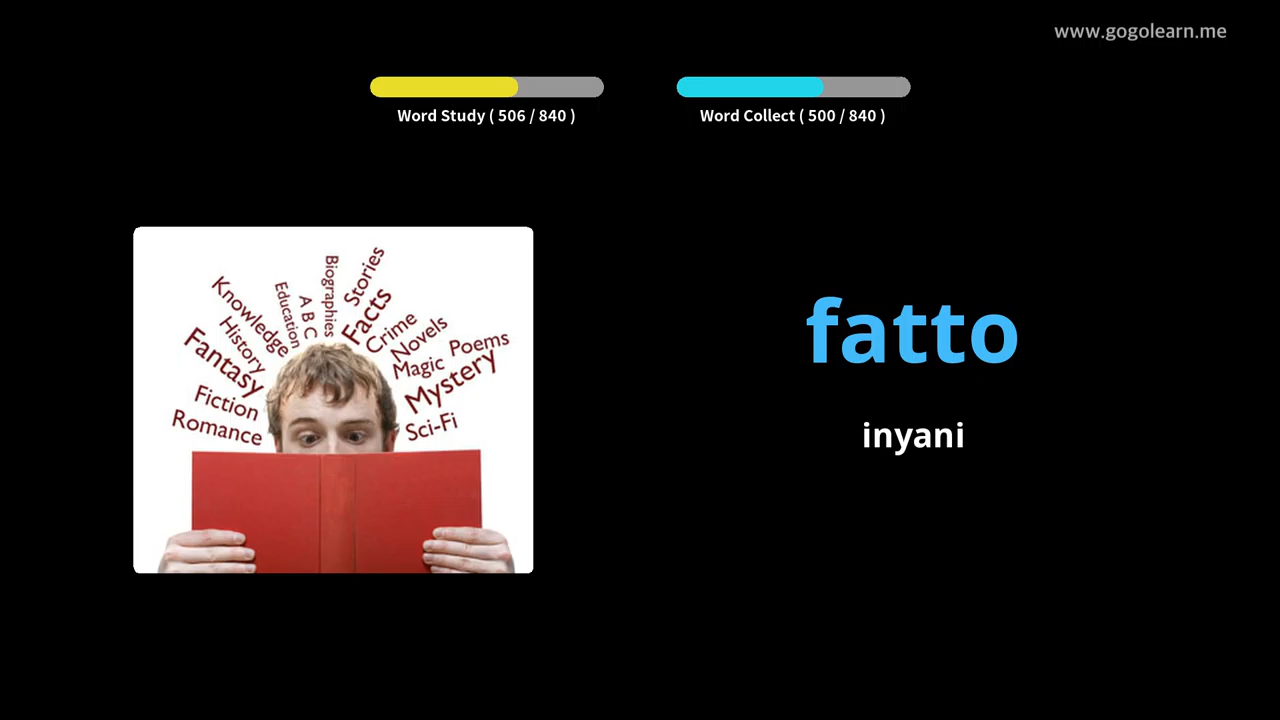 www.gogolearn.me
Word Study ( 506 / 840 )
Word Collect ( 500 / 840 )
Knowledge
Education
A B C
Biographies
Stories
Facts
History
Crime
Novels
Fantasy
Magic
Poems
Fiction
Mystery
Romance
Sci-Fi
fatto
inyani